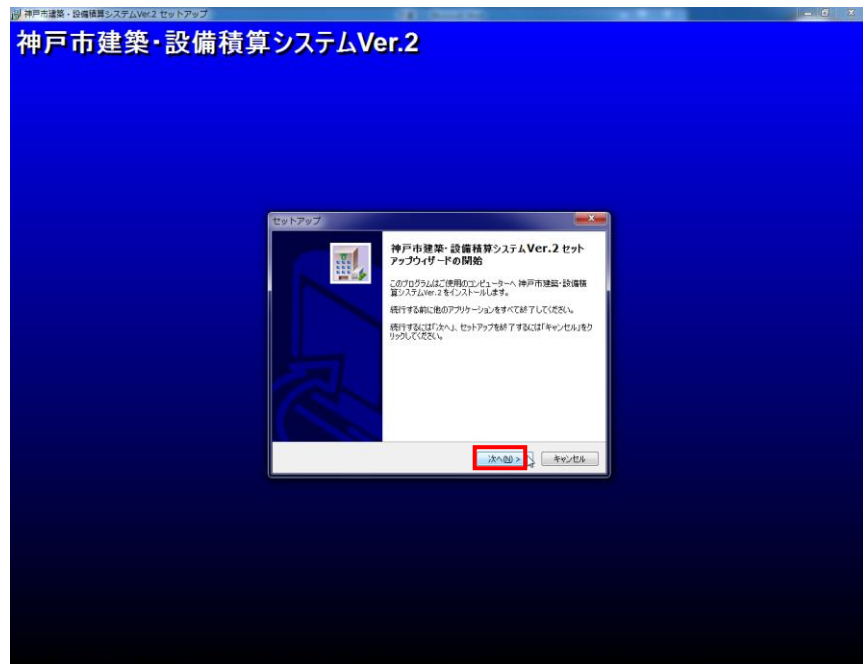 神戸市建築・設備積算システムVer.2 セットアップ
神戸市建築・設備積算システムVer.2
セットアップ
神戸市建築・設備積算システムVer.2 セット
アップウィザードの開始
このプログラムはご使用のコンピューターへ 神戸市建築・設備積
算システムVer.2 をインストールします。
続行する前に他のアプリケーションをすべて終了してください。
続行するには「次へ」、セットアップを終了するには「キャンセル」をク
リックしてください。
次へ(N) >
キャンセル